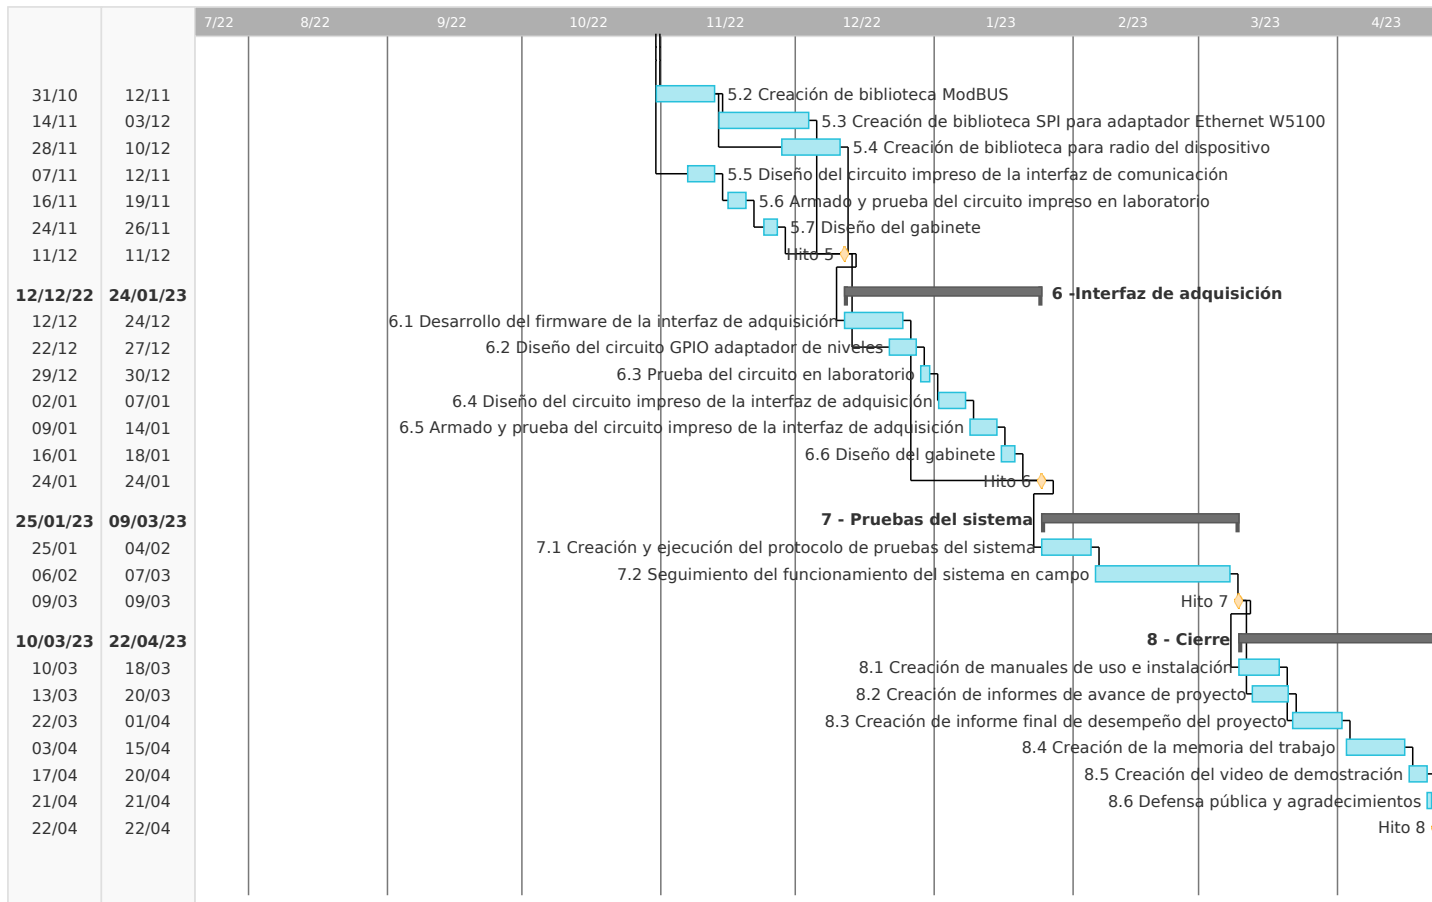 7/22 8/22 9/22 10/22 11/22 12/22 1/23 2/23 3/23 4/23
31/10 12/11 5.2 Creación de biblioteca ModBUS
14/11 03/12 5.3 Creación de biblioteca SPI para adaptador Ethernet W5100
28/11 10/12 5.4 Creación de biblioteca para radio del dispositivo
07/11 12/11 5.5 Diseño del circuito impreso de la interfaz de comunicación
16/11 19/11 5.6 Armado y prueba del circuito impreso en laboratorio
24/11 26/11 5.7 Diseño del gabinete
11/12 11/12 Hito 5
12/12/22 24/01/23 6 -Interfaz de adquisición
12/12 24/12 6.1 Desarrollo del firmware de la interfaz de adquisición
22/12 27/12 6.2 Diseño del circuito GPIO adaptador de niveles
29/12 30/12 6.3 Prueba del circuito en laboratorio
02/01 07/01 6.4 Diseño del circuito impreso de la interfaz de adquisición
09/01 14/01 6.5 Armado y prueba del circuito impreso de la interfaz de adquisición
16/01 18/01 6.6 Diseño del gabinete
24/01 24/01 Hito 6
25/01/23 09/03/23 7 - Pruebas del sistema
25/01 04/02 7.1 Creación y ejecución del protocolo de pruebas del sistema
06/02 07/03 7.2 Seguimiento del funcionamiento del sistema en campo
09/03 09/03 Hito 7
10/03/23 22/04/23 8 - Cierre
10/03 18/03 8.1 Creación de manuales de uso e instalación
13/03 20/03 8.2 Creación de informes de avance de proyecto
22/03 01/04 8.3 Creación de informe final de desempeño del proyecto
03/04 15/04 8.4 Creación de la memoria del trabajo
17/04 20/04 8.5 Creación del video de demostración
21/04 21/04 8.6 Defensa pública y agradecimientos
22/04 22/04 Hito 8